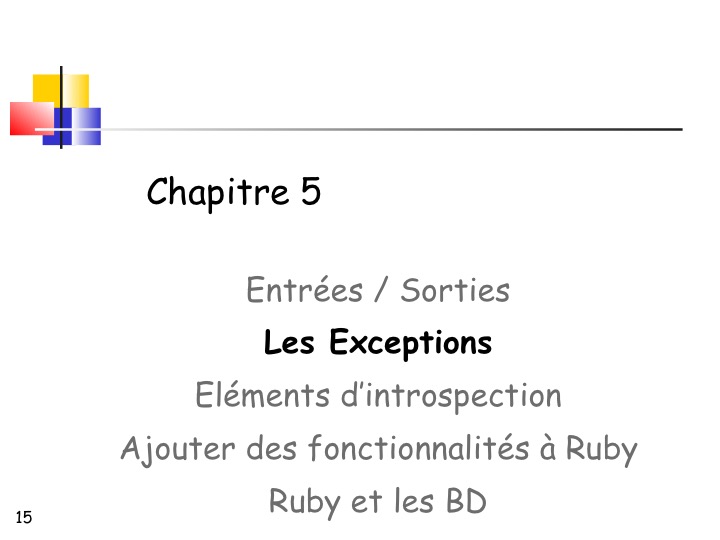 Chapitre 5
Entrées / Sorties
Les Exceptions
Eléments d’introspection
Ajouter des fonctionnalités à Ruby
Ruby et les BD
15